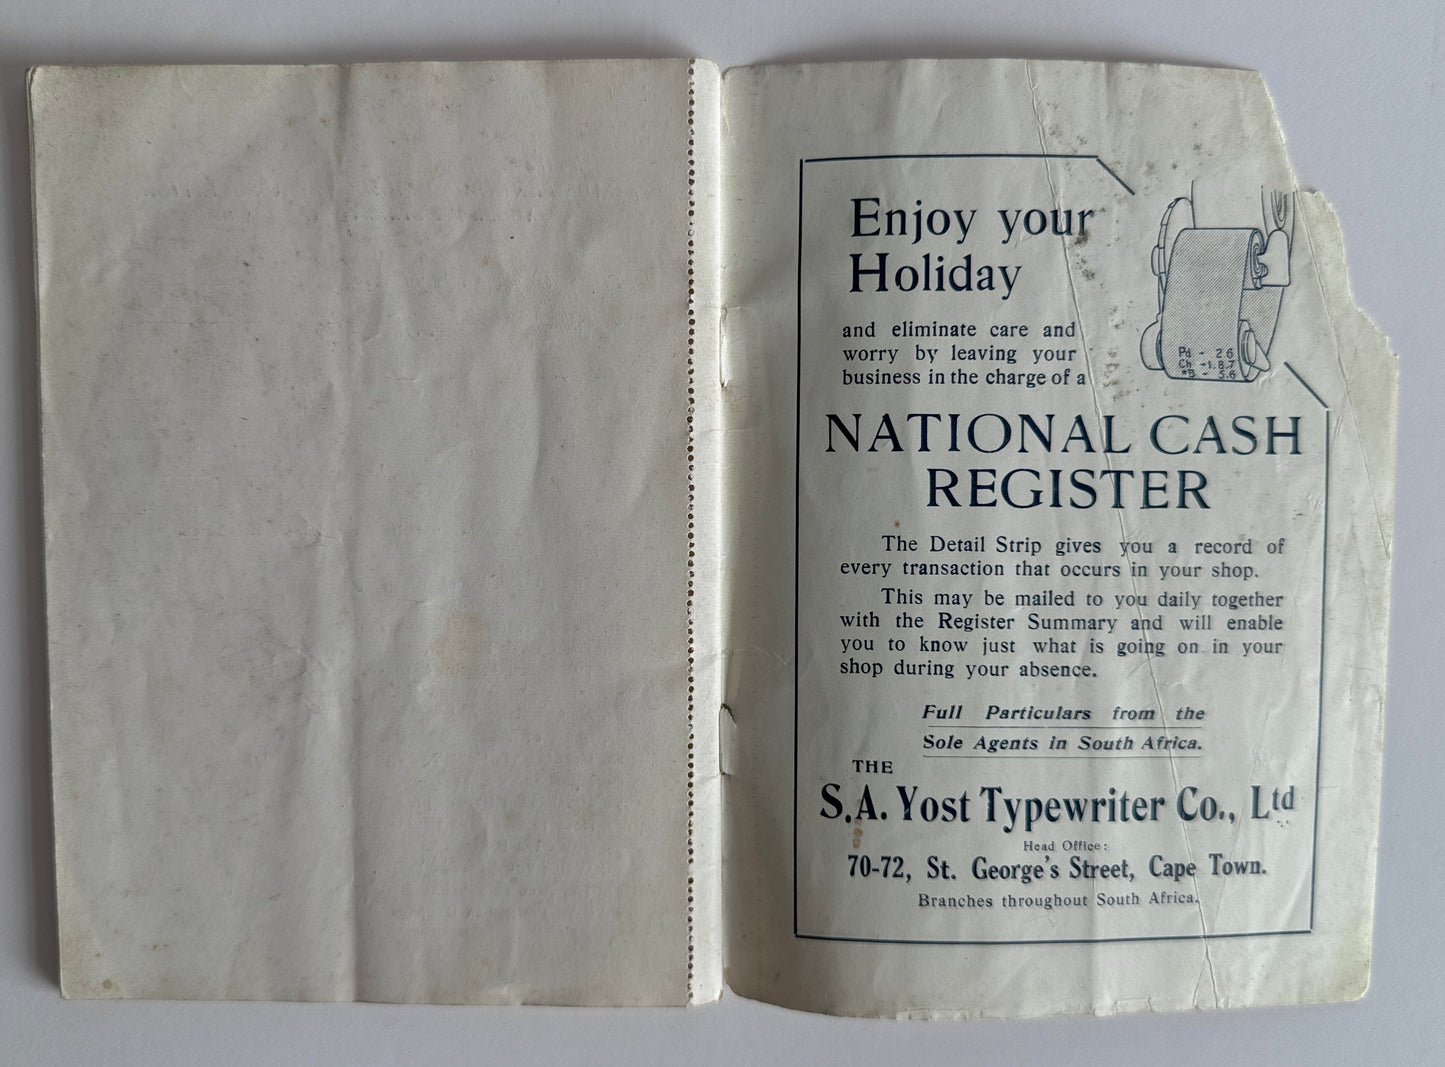 Enjoy your
Holiday
and eliminate care and
worry by leaving your
business in the charge of a
Pd - 2.6
Ch -1.8.7
*B - 5.6
NATIONAL CASH
REGISTER
The Detail Strip gives you a record of
every transaction that occurs in your shop.
This may be mailed to you daily together
with the Register Summary and will enable
you to know just what is going on in your
shop during your absence.
Full Particulars from the
Sole Agents in South Africa.
THE
S.A. Yost Typewriter Co., Ltd
Head Office:
70-72, St. George's Street, Cape Town.
Branches throughout South Africa.